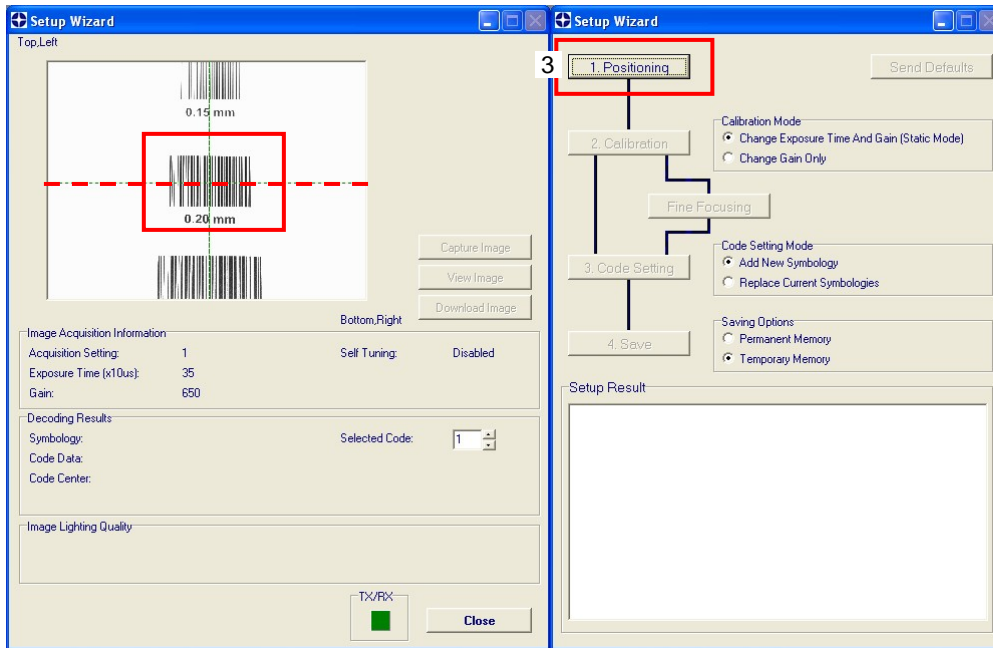 Setup Wizard
Top,Left
0.15 mm
0.20 mm
Capture Image
View Image
Download Image
Bottom,Right
Image Acquisition Information
Acquisition Setting: 1 Self Tuning: Disabled
Exposure Time (x10us): 35
Gain: 650
Decoding Results
Symbology: Selected Code: 1
Code Data:
Code Center:
Image Lighting Quality
TX/RX
Close
Setup Wizard
3
1. Positioning
Send Defaults
Calibration Mode
2. Calibration
Change Exposure Time And Gain (Static Mode)
Change Gain Only
Fine Focusing
Code Setting Mode
3. Code Setting
Add New Symbology
Replace Current Symbologies
Saving Options
4. Save
Permanent Memory
Temporary Memory
Setup Result